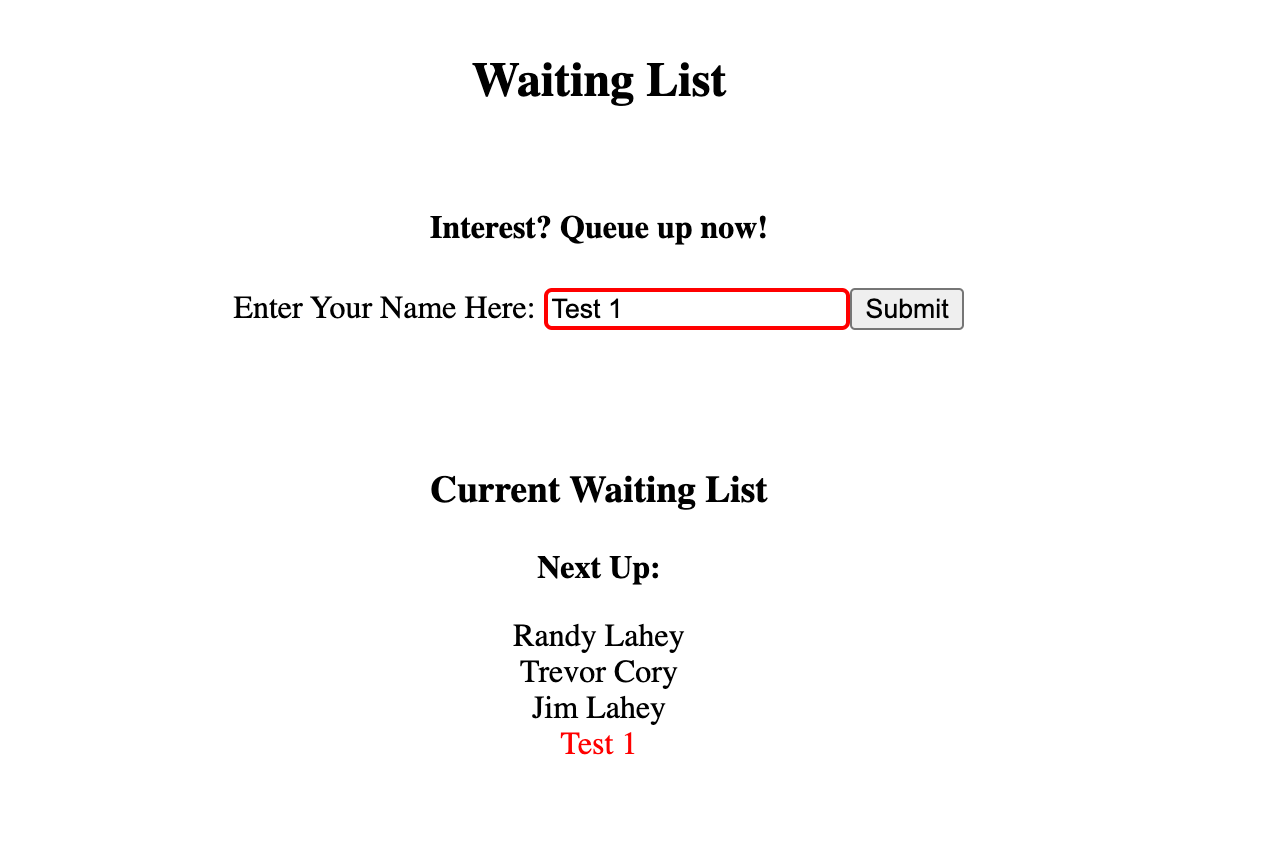 Waiting List
Interest? Queue up now!
Enter Your Name Here: Test 1 Submit
Current Waiting List
Next Up:
Randy Lahey
Trevor Cory
Jim Lahey
Test 1